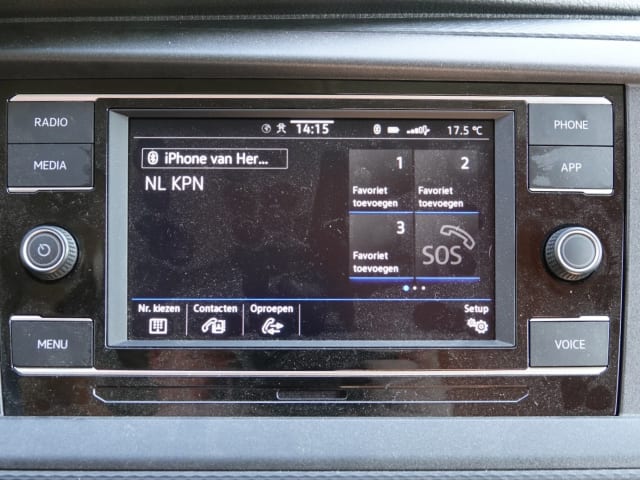 RADIO
MEDIA
MENU
14:15
17.5 °C
iPhone van Her...
NL KPN
1
Favoriet
toevoegen
2
Favoriet
toevoegen
3
Favoriet
toevoegen
SOS
Nr. kiezen
Contacten
Oproepen
Setup
PHONE
APP
VOICE